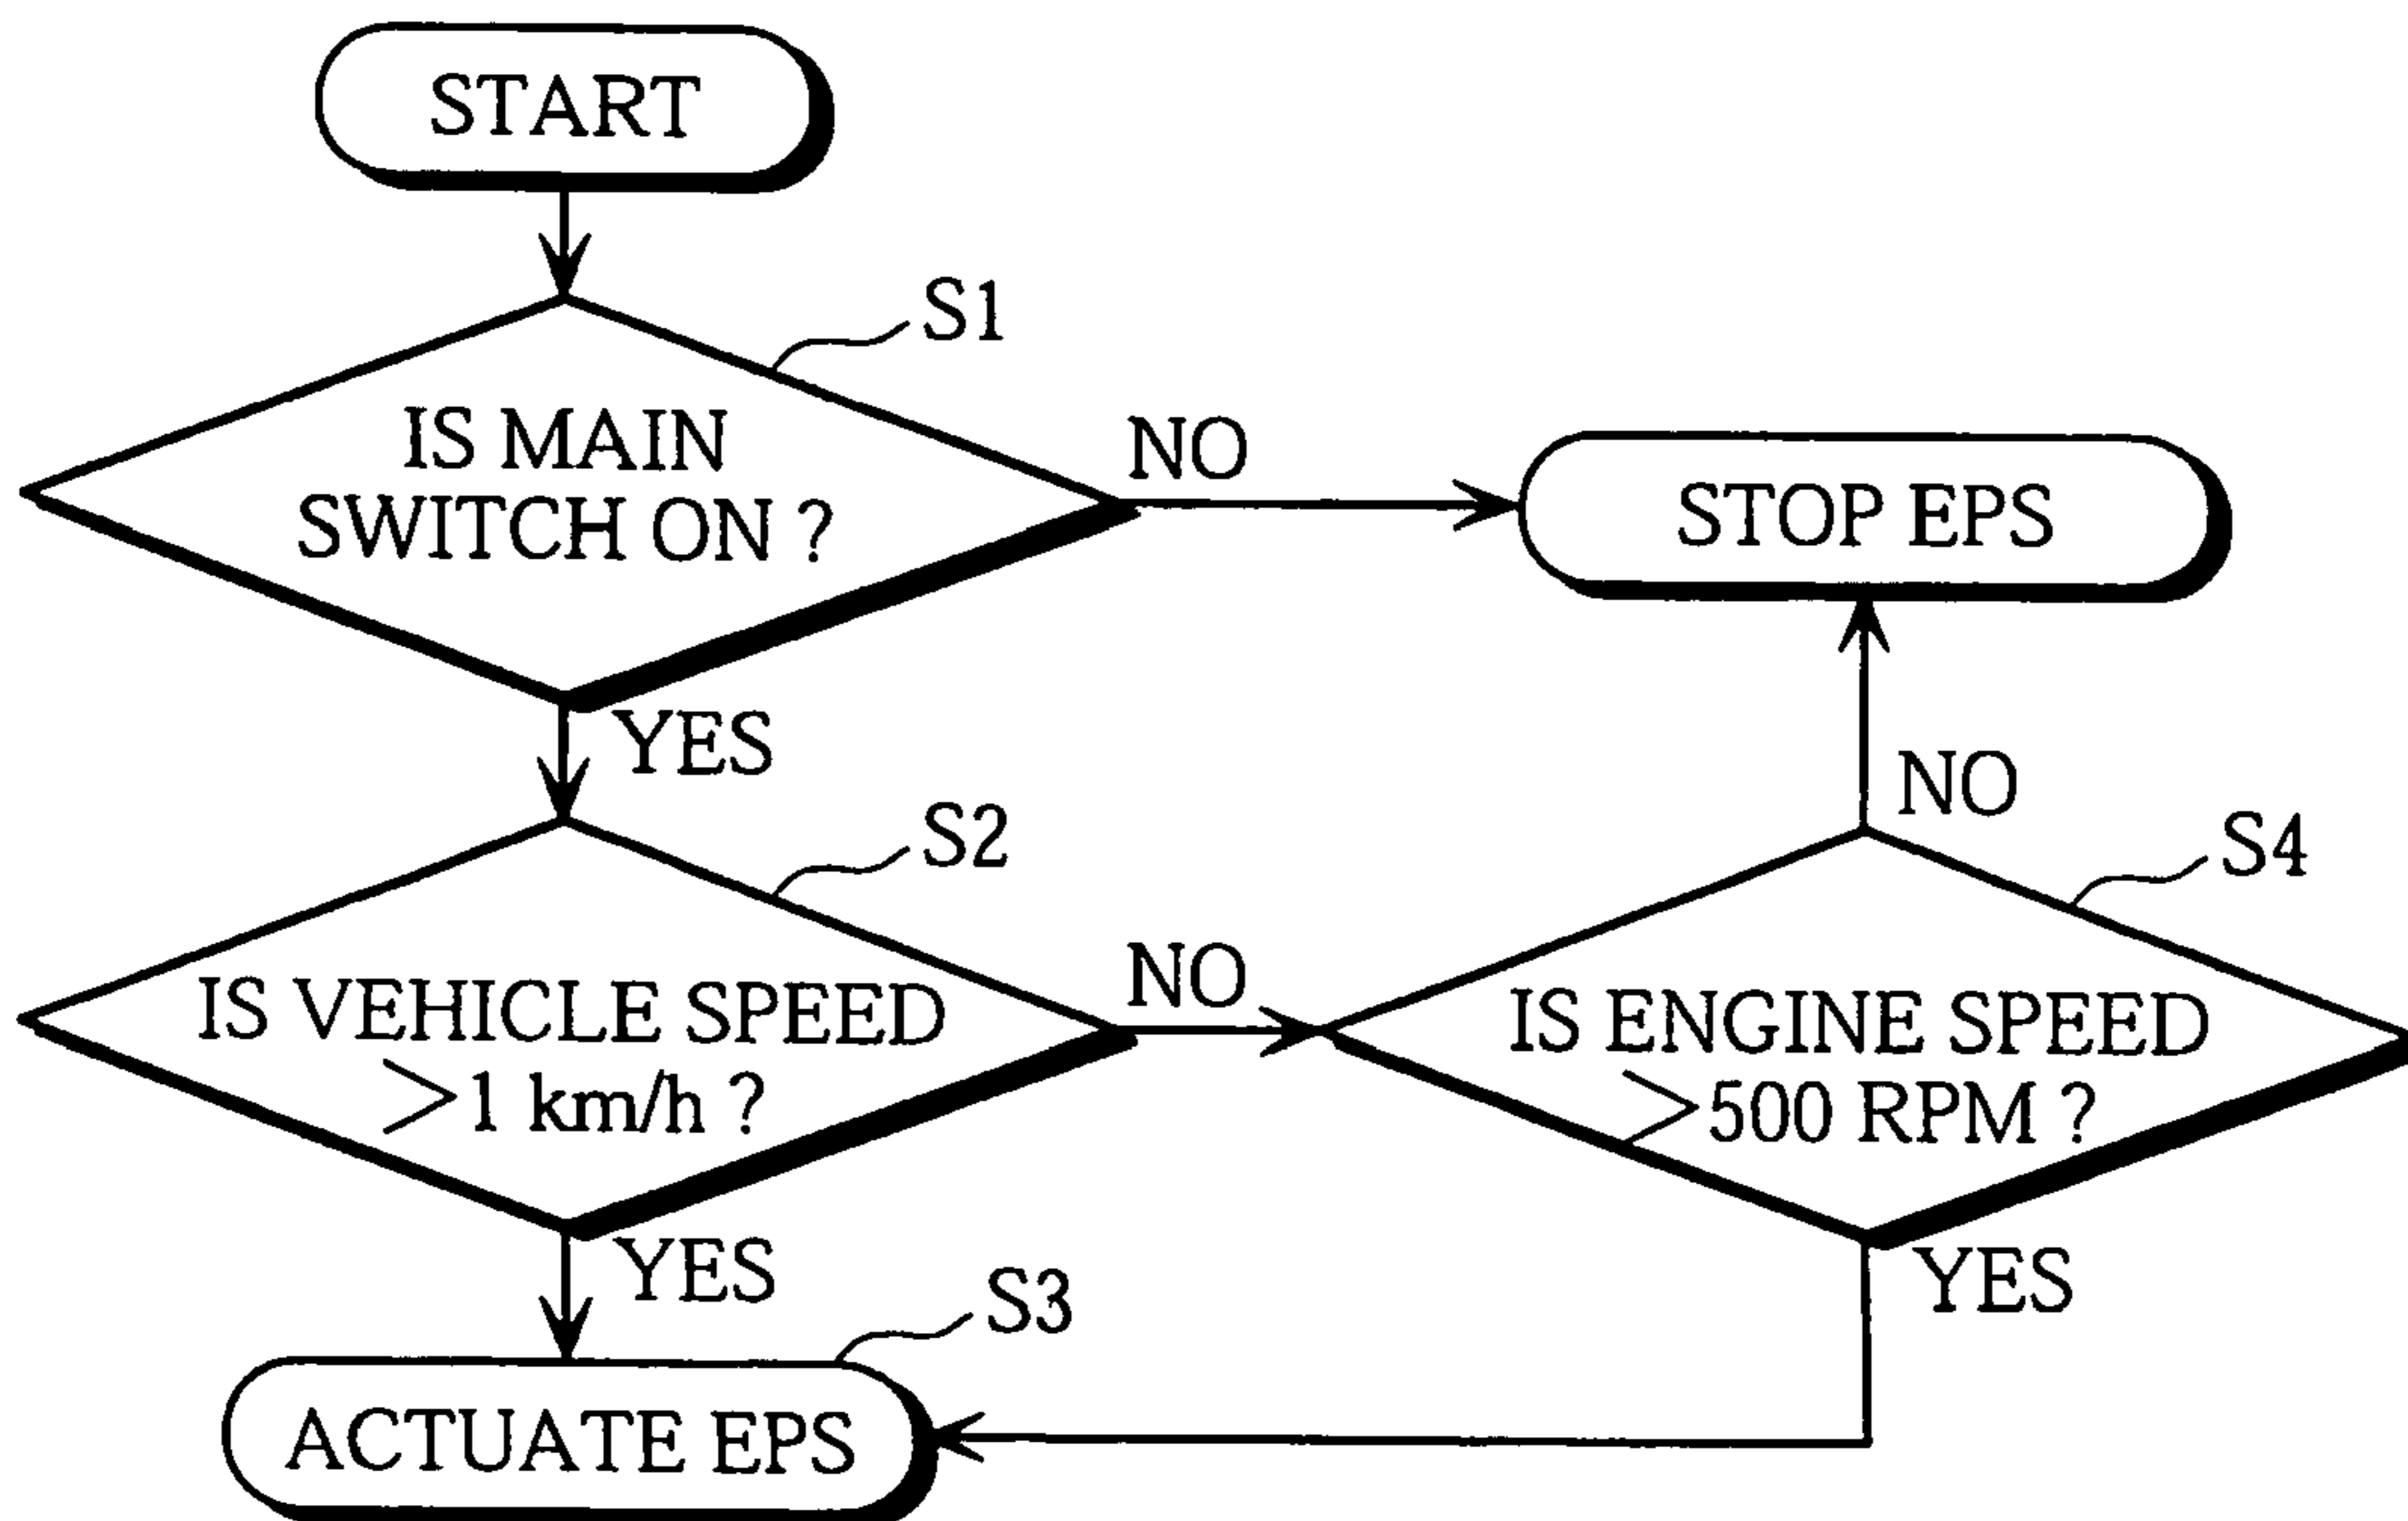 START
S1
IS MAIN
SWITCH ON ?
NO
STOP EPS
YES
S2
IS VEHICLE SPEED
>1 km/h ?
NO
NO
S4
IS ENGINE SPEED
>500 RPM ?
YES
YES
S3
ACTUATE EPS